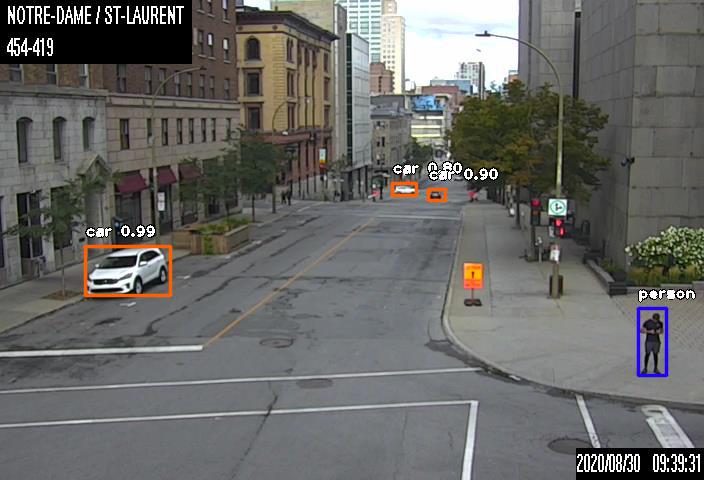 NOTRE-DAME / ST-LAURENT
454-419
car 0.80
car 0.90
car 0.99
person
2020/08/30 09:39:31